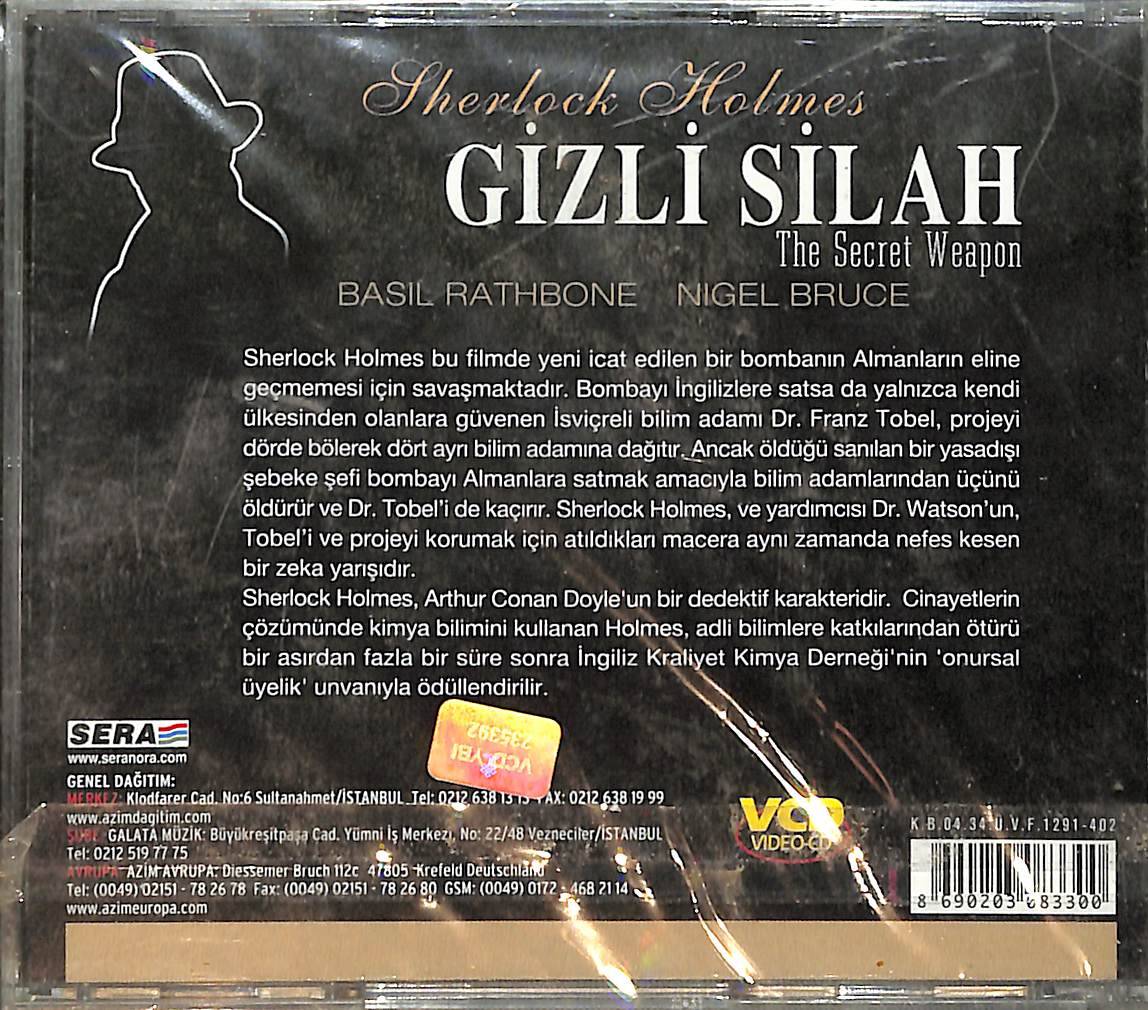 Sherlock Holmes
GİZLİ SİLAH
The Secret Weapon
BASIL RATHBONE NIGEL BRUCE
Sherlock Holmes bu filmde yeni icat edilen bir bombanın Almanların eline
geçmemesi için savaşmaktadır. Bombayı İngilizlere satsa da yalnızca kendi
ülkesinden olanlara güvenen İsviçreli bilim adamı Dr. Franz Tobel, projeyi
dörde bölerek dört ayrı bilim adamına dağıtır. Ancak öldüğü sanılan bir yasadışı
şebeke şefi bombayı Almanlara satmak amacıyla bilim adamlarından üçünü
öldürür ve Dr. Tobel'i de kaçırır. Sherlock Holmes, ve yardımcısı Dr. Watson'un,
Tobel'i ve projeyi korumak için atıldıkları macera aynı zamanda nefes kesen
bir zeka yarışıdır.
Sherlock Holmes, Arthur Conan Doyle'un bir dedektif karakteridir. Cinayetlerin
çözümünde kimya bilimini kullanan Holmes, adli bilimlere katkılarından ötürü
bir asırdan fazla bir süre sonra İngiliz Kraliyet Kimya Derneği'nin 'onursal
üyelik' unvanıyla ödüllendirilir.
VCD-YBI
235392
SERA
www.seranora.com
GENEL DAĞITIM:
MERKEZ: Klodfarer Cad. No:6 Sultanahmet/İSTANBUL Tel: 0212 638 13 FAX: 0212 638 19 99
www.azimdagitim.com
ŞUBE: GALATA MÜZİK: Büyükreşitpaşa Cad. Yümni İş Merkezi, No: 22/48 Vezneciler/İSTANBUL
Tel: 0212 519 77 75
AVRUPA: AZİM AVRUPA: Diessemer Bruch 112c 47805 Krefeld Deutschland
Tel: (0049) 02151 - 78 26 78 Fax: (0049) 02151 - 78 26 80 GSM: (0049) 0172 - 468 21 14
www.azimeuropa.com
VCD
VIDEO-CD
K.B.04.34.U.V.F.1291-402
8 690203 683300